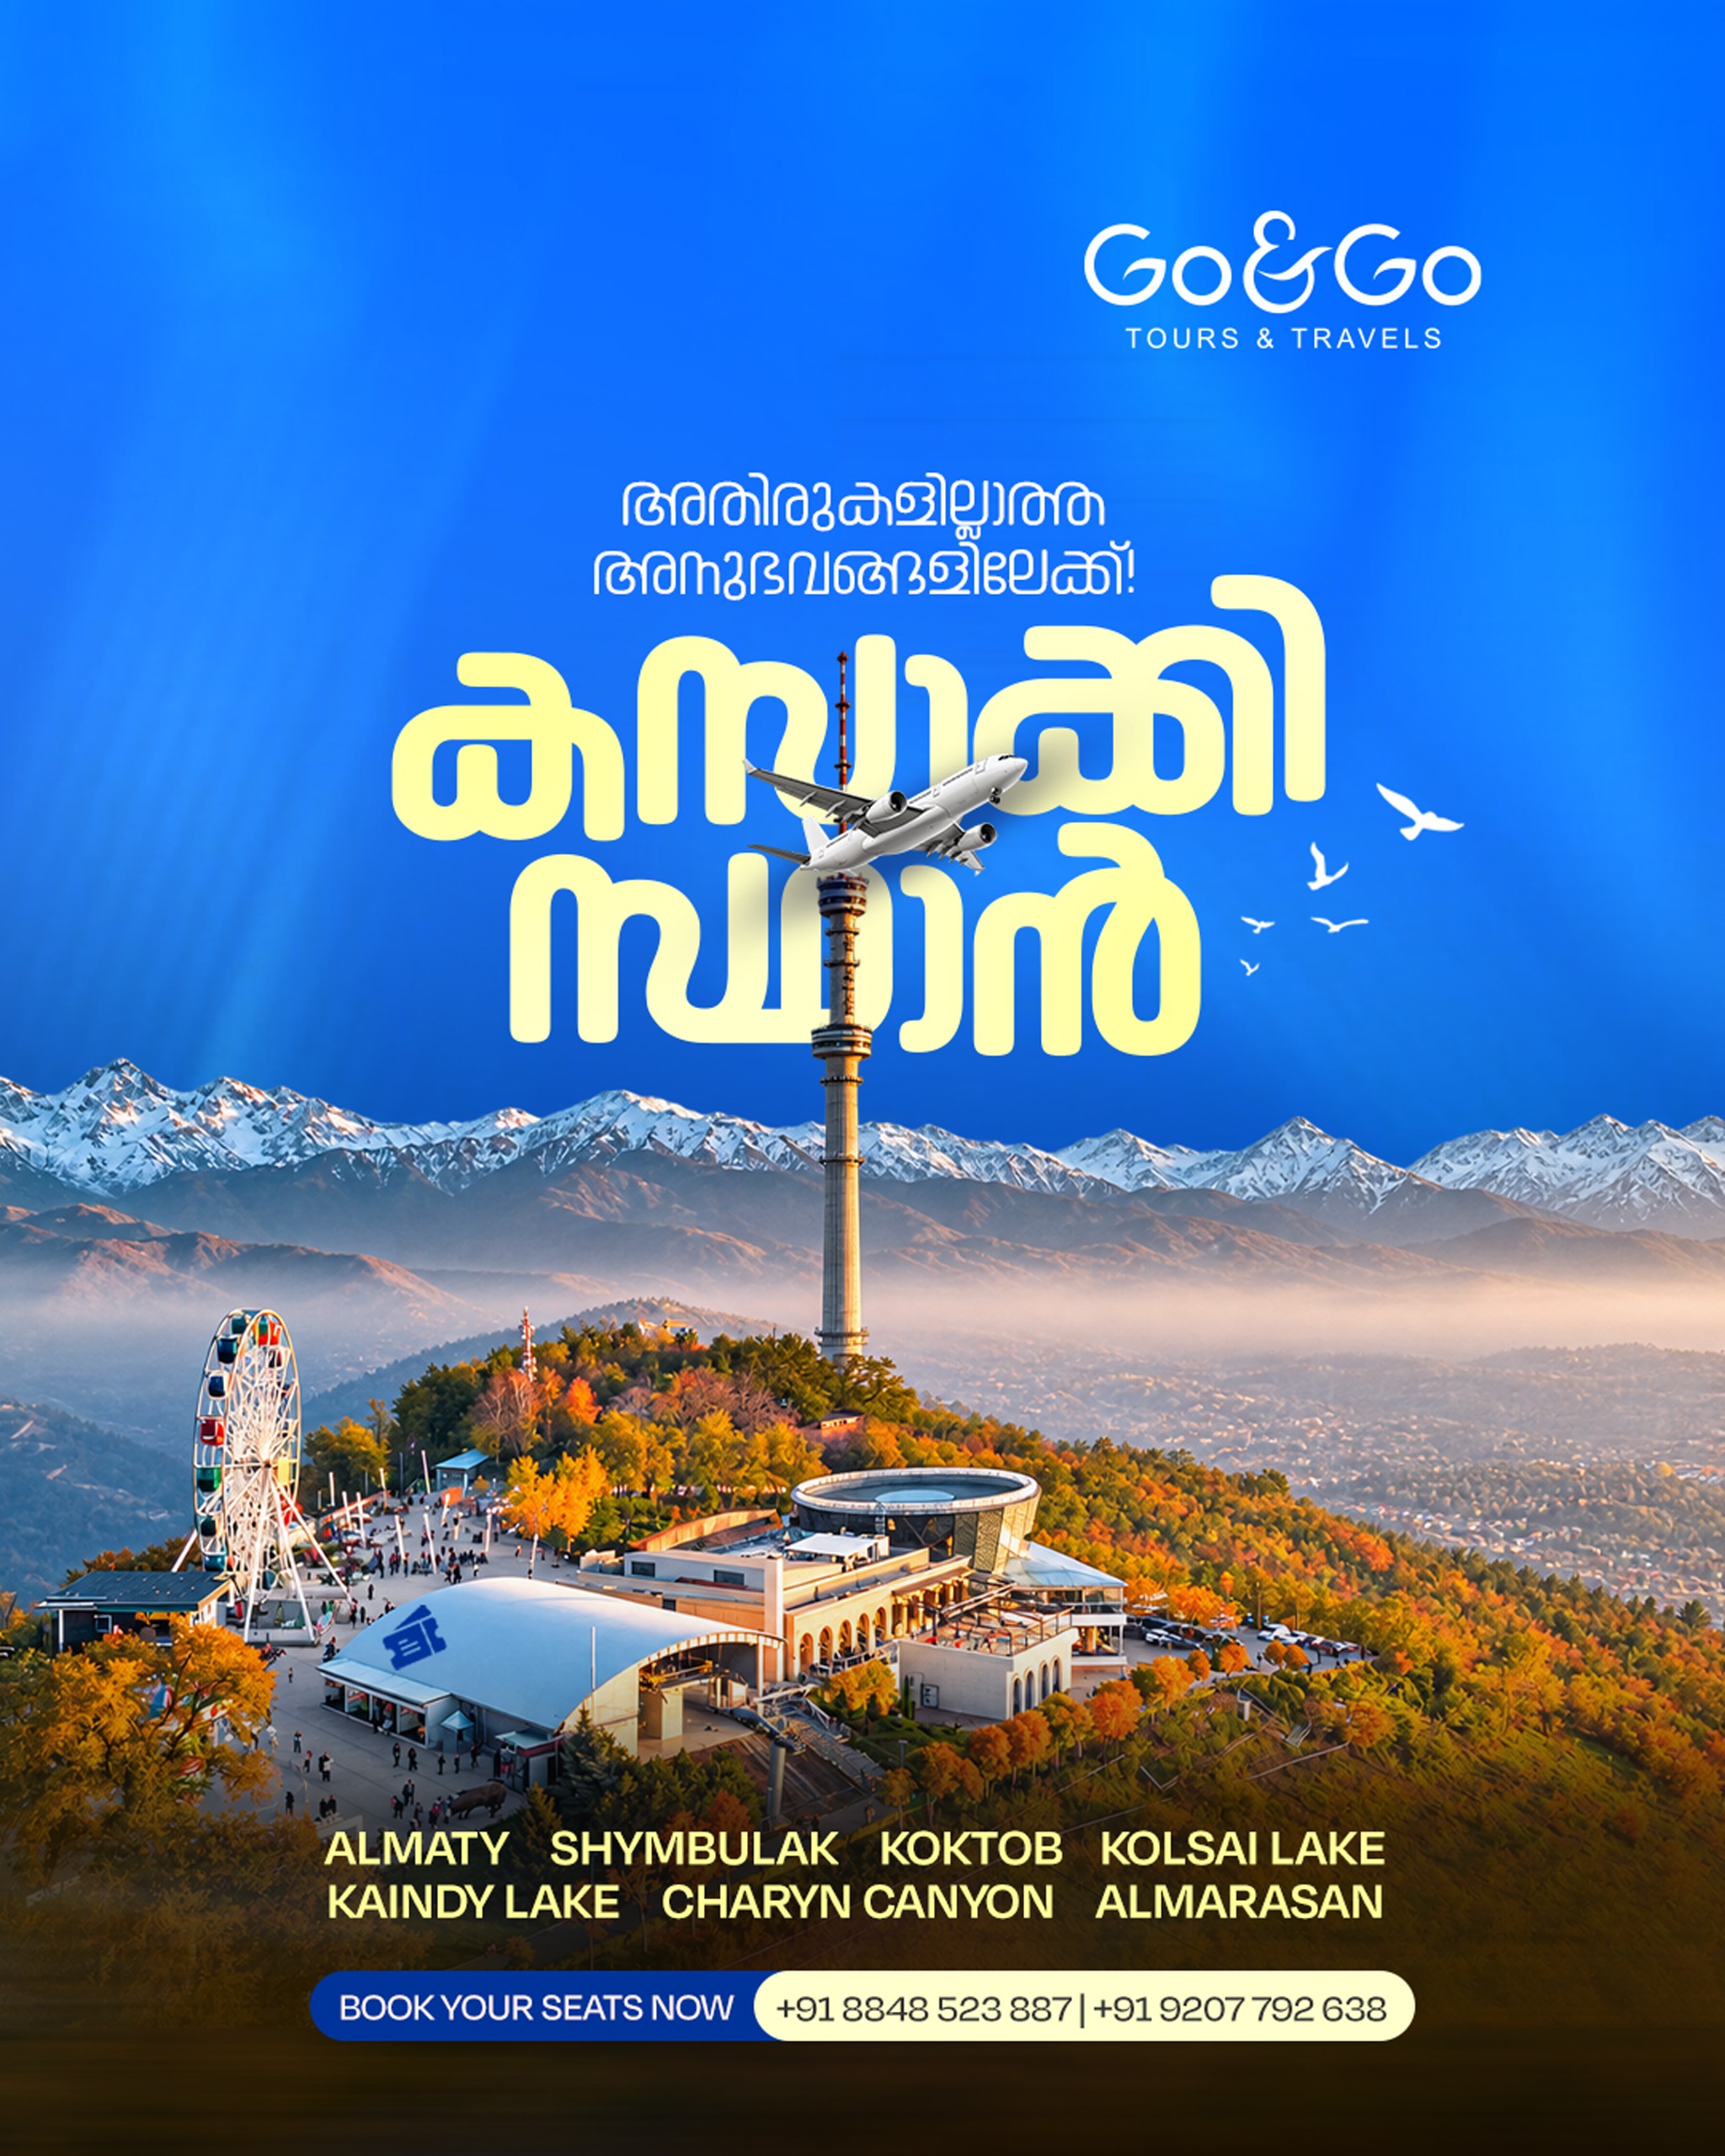 Go&Go
TOURS & TRAVELS
അതിരുകളില്ലാത്ത
അനുഭവങ്ങളിലേക്ക്!
കസാക്കി
സ്ഥാൻ
ALMATY SHYMBULAK KOKTOB KOLSAI LAKE
KAINDY LAKE CHARYN CANYON ALMARASAN
BOOK YOUR SEATS NOW +91 8848 523 887 | +91 9207 792 638